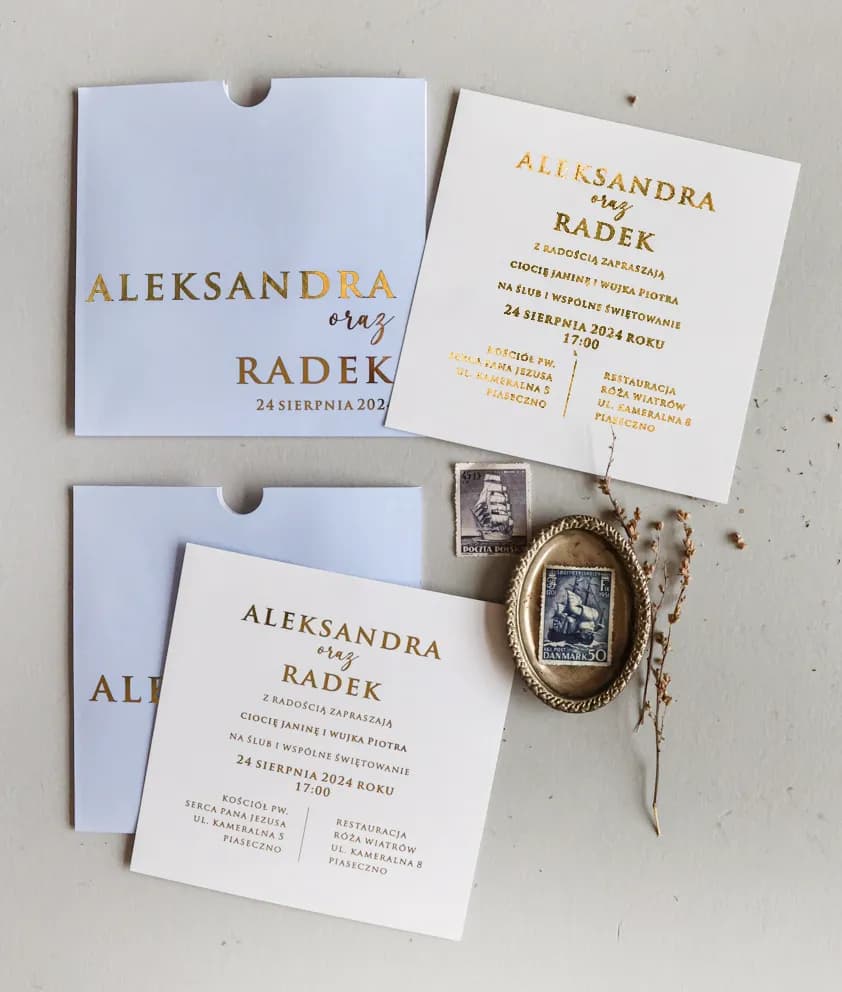 ALEKSANDRA
oraz
RADEK
24 SIERPNIA 202
ALEKSANDRA
oraz
RADEK
Z RADOŚCIĄ ZAPRASZAJĄ
CIOCIĘ JANINĘ I WUJKA PIOTRA
NA ŚLUB I WSPÓLNE ŚWIĘTOWANIE
24 SIERPNIA 2024 ROKU
17:00
KOŚCIÓŁ PW.
SERCA PANA JEZUSA
UL. KAMERALNA 5
PIASECZNO
RESTAURACJA
RÓŻA WIATRÓW
UL. KAMERALNA 8
PIASECZNO
POCZTA POLSKA
DANMARK 50
AL
ALEKSANDRA
oraz
RADEK
Z RADOŚCIĄ ZAPRASZAJĄ
CIOCIĘ JANINĘ I WUJKA PIOTRA
NA ŚLUB I WSPÓLNE ŚWIĘTOWANIE
24 SIERPNIA 2024 ROKU
17:00
KOŚCIÓŁ PW.
SERCA PANA JEZUSA
UL. KAMERALNA 5
PIASECZNO
RESTAURACJA
RÓŻA WIATRÓW
UL. KAMERALNA 8
PIASECZNO